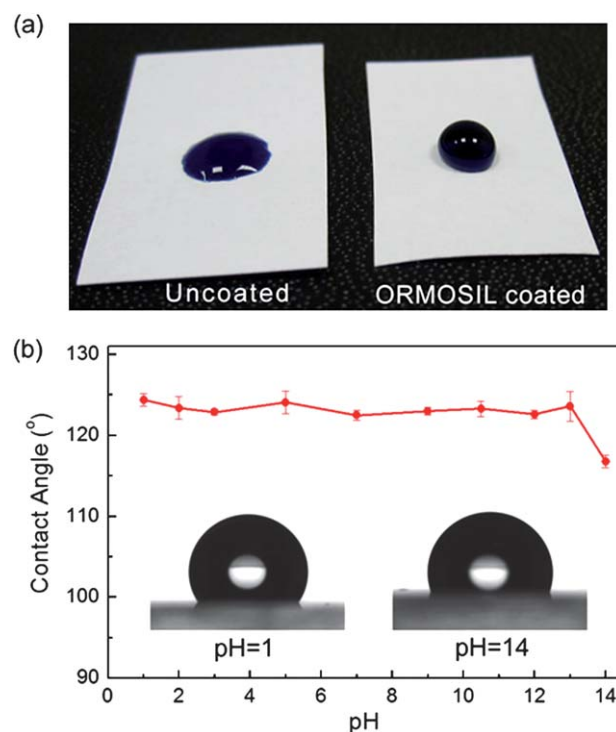 (a)
Uncoated
ORMOSIL coated
(b)
130
120
110
100
90
Contact Angle (°)
pH=1
pH=14
0 2 4 6 8 10 12 14
pH